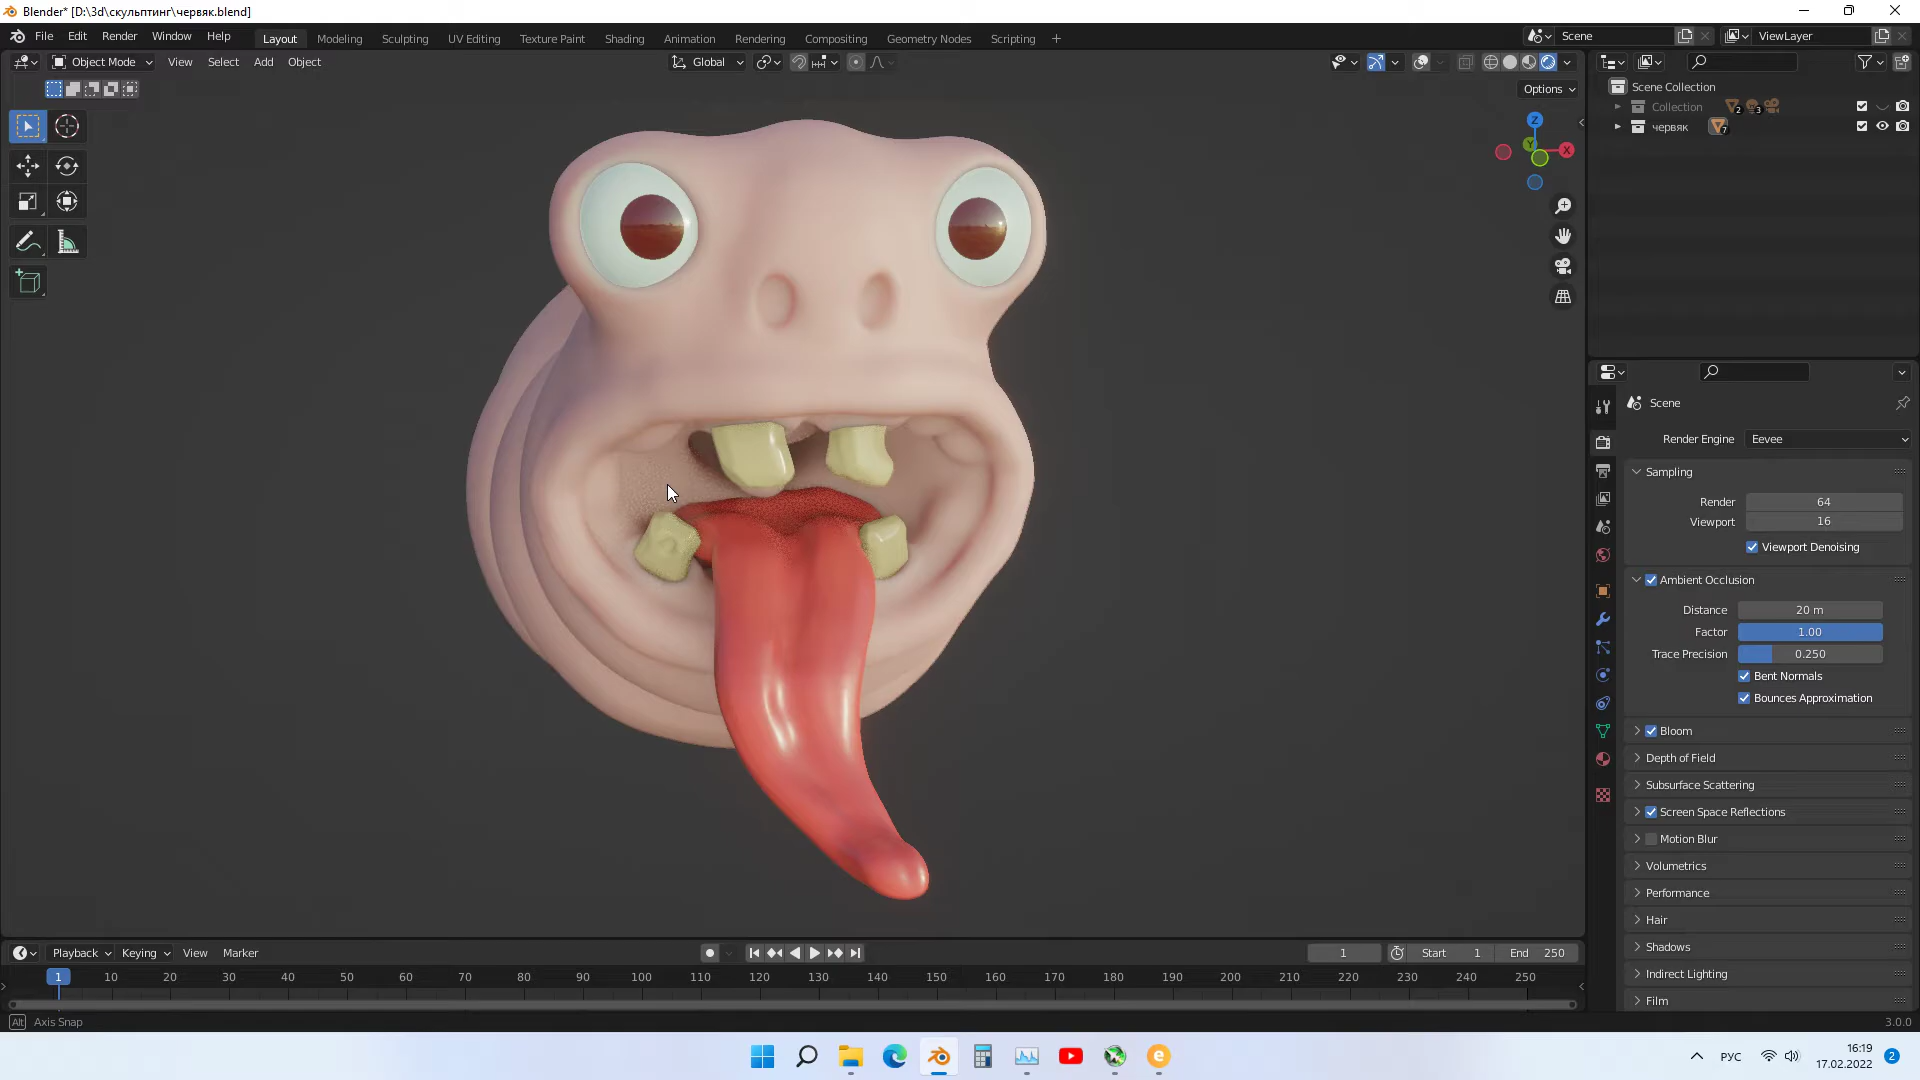 Blender* [D:\3d\скульптинг\червяк.blend]
File Edit Render Window Help Layout Modeling Sculpting UV Editing Texture Paint Shading Animation Rendering Compositing Geometry Nodes Scripting + Scene ViewLayer
Object Mode View Select Add Object Global
Options
Z
Y X
Scene Collection
Collection 2 3
червяк 7
Scene
Render Engine Eevee
Sampling
Render 64
Viewport 16
Viewport Denoising
Ambient Occlusion
Distance 20 m
Factor 1.00
Trace Precision 0.250
Bent Normals
Bounces Approximation
Bloom
Depth of Field
Subsurface Scattering
Screen Space Reflections
Motion Blur
Volumetrics
Performance
Hair
Shadows
Indirect Lighting
Film
Playback Keying View Marker 1 Start 1 End 250
1 10 20 30 40 50 60 70 80 90 100 110 120 130 140 150 160 170 180 190 200 210 220 230 240 250
Alt Axis Snap 3.0.0
РУС 16:19
17.02.2022 2